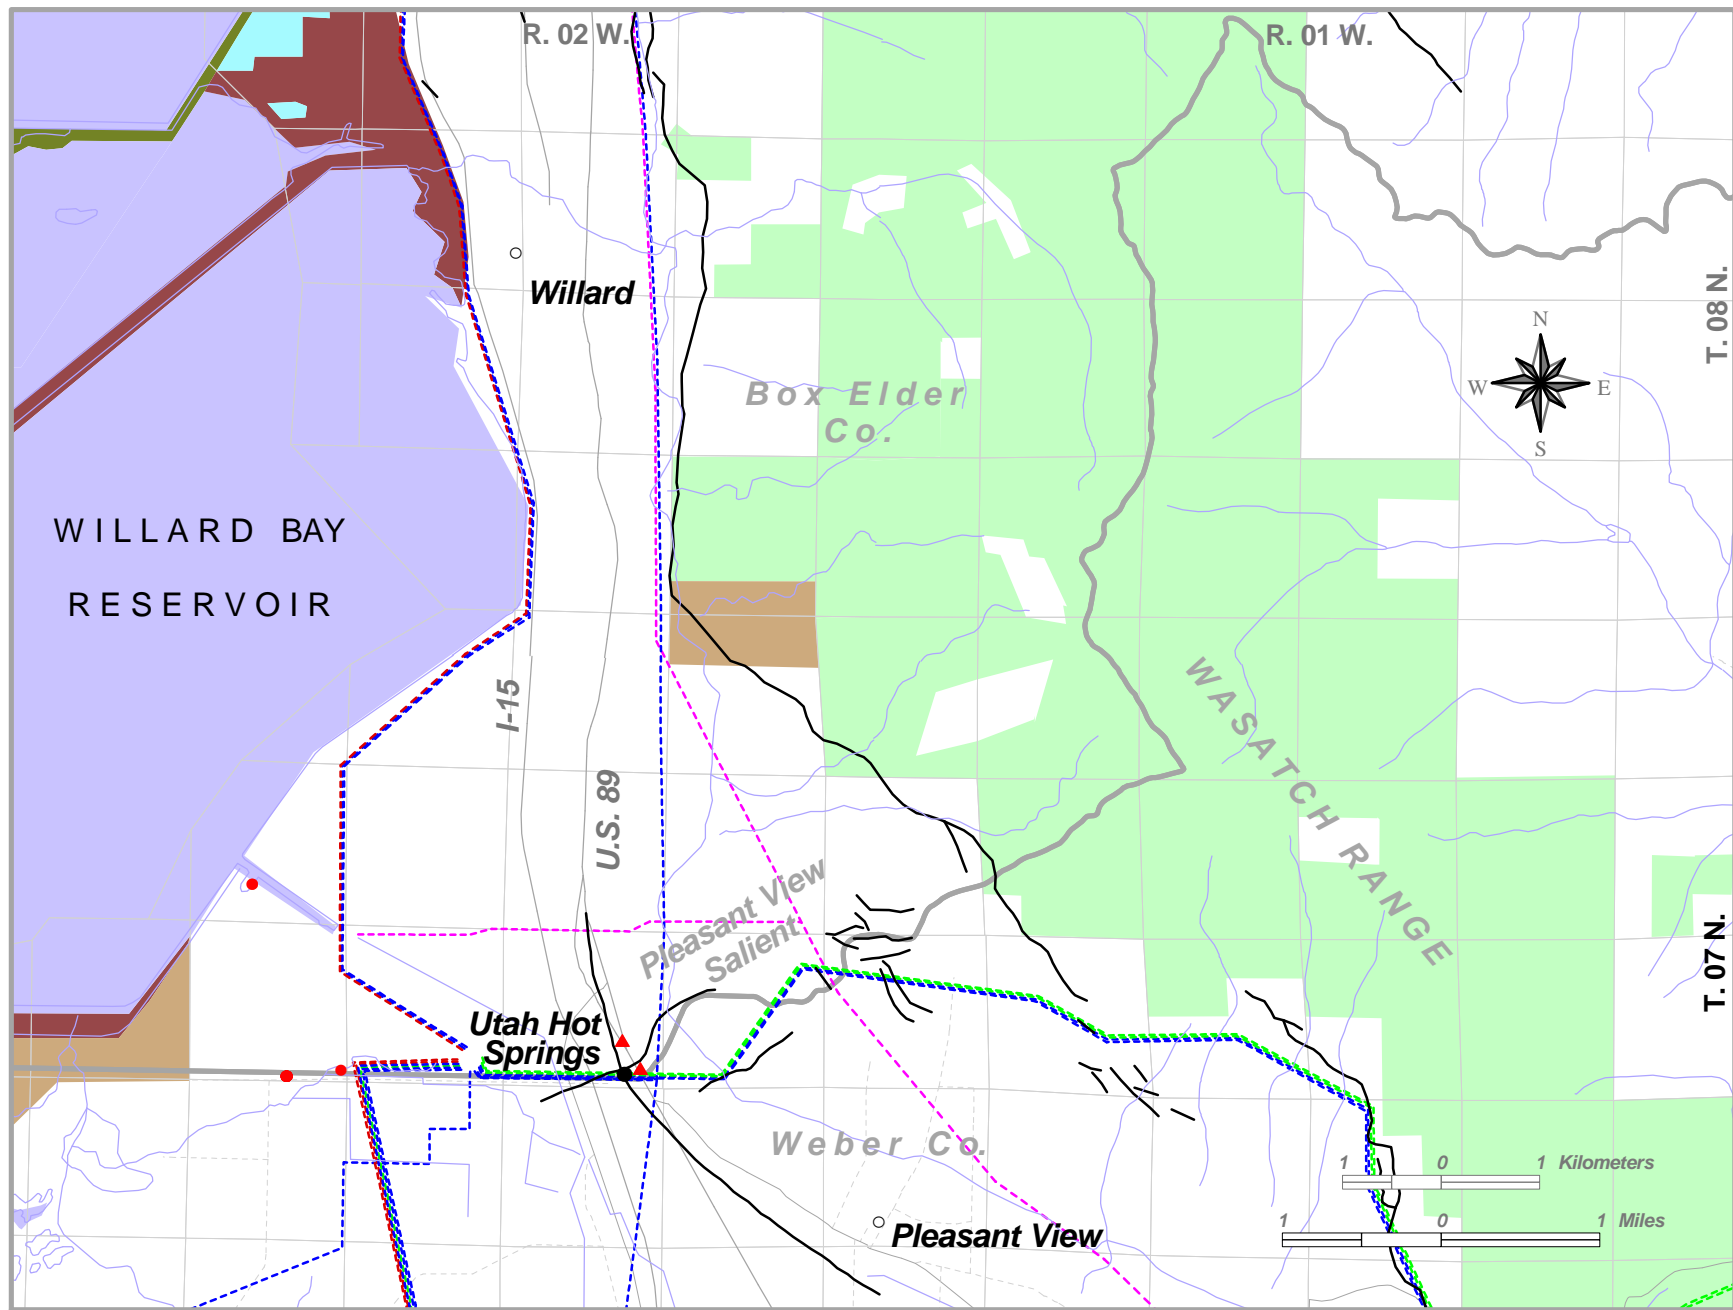 R. 02 W.
R. 01 W.
T. 08 N.
N
W
E
S
Willard
Box Elder
Co.
WILLARD BAY
RESERVOIR
I-15
U.S. 89
WASATCH RANGE
Pleasant View
Salient
T. 07 N.
Utah Hot
Springs
Weber Co.
1 0 1 Kilometers
1 0 1 Miles
Pleasant View